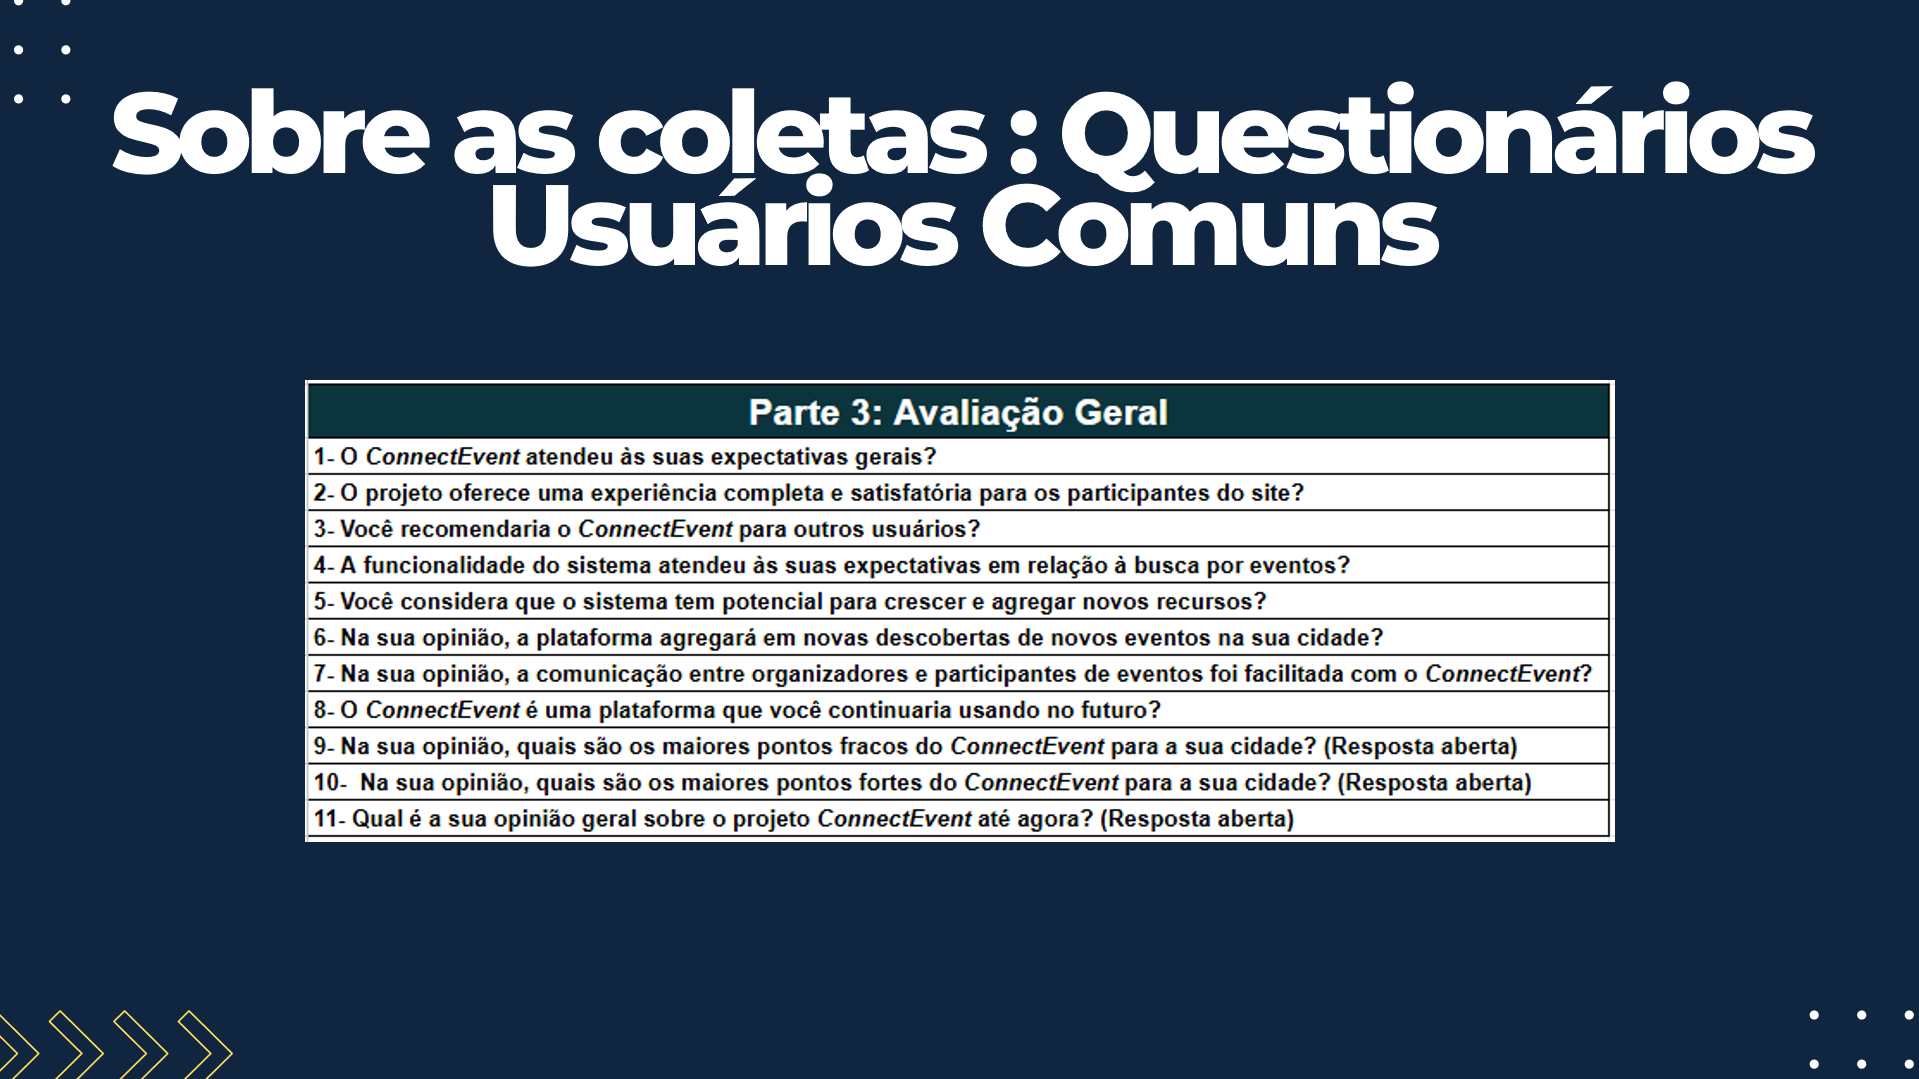 Sobre as coletas : Questionários
Usuários Comuns
Parte 3: Avaliação Geral
1- O ConnectEvent atendeu às suas expectativas gerais?
2- O projeto oferece uma experiência completa e satisfatória para os participantes do site?
3- Você recomendaria o ConnectEvent para outros usuários?
4- A funcionalidade do sistema atendeu às suas expectativas em relação à busca por eventos?
5- Você considera que o sistema tem potencial para crescer e agregar novos recursos?
6- Na sua opinião, a plataforma agregará em novas descobertas de novos eventos na sua cidade?
7- Na sua opinião, a comunicação entre organizadores e participantes de eventos foi facilitada com o ConnectEvent?
8- O ConnectEvent é uma plataforma que você continuaria usando no futuro?
9- Na sua opinião, quais são os maiores pontos fracos do ConnectEvent para a sua cidade? (Resposta aberta)
10-  Na sua opinião, quais são os maiores pontos fortes do ConnectEvent para a sua cidade? (Resposta aberta)
11- Qual é a sua opinião geral sobre o projeto ConnectEvent até agora? (Resposta aberta)